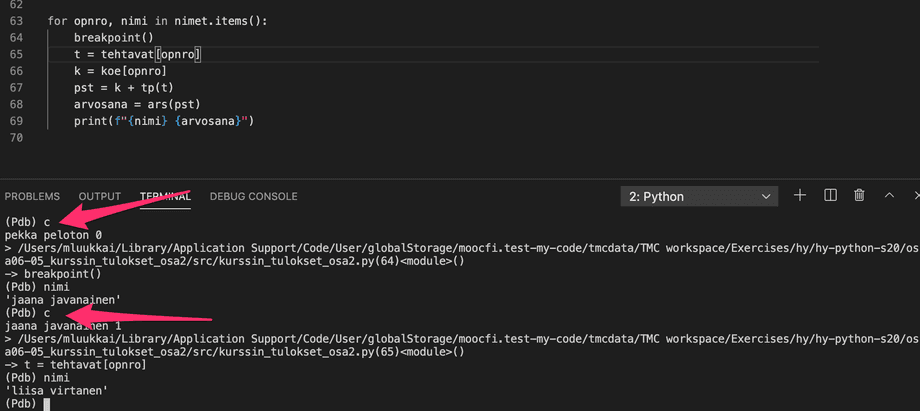 62
63 for opnro, nimi in nimet.items():
64 breakpoint()
65 t = tehtavat[opnro]
66 k = koe[opnro]
67 pst = k + tp(t)
68 arvosana = ars(pst)
69 print(f"{nimi} {arvosana}")
70
PROBLEMS OUTPUT TERMINAL DEBUG CONSOLE 2: Python
(Pdb) c
pekka peloton 0
> /Users/mluukkai/Library/Application Support/Code/User/globalStorage/moocfi.test-my-code/tmcdata/TMC workspace/Exercises/hy/hy-python-s20/os
a06-05_kurssin_tulokset_osa2/src/kurssin_tulokset_osa2.py(64)<module>()
-> breakpoint()
(Pdb) nimi
'jaana javanainen'
(Pdb) c
jaana javanainen 1
> /Users/mluukkai/Library/Application Support/Code/User/globalStorage/moocfi.test-my-code/tmcdata/TMC workspace/Exercises/hy/hy-python-s20/os
a06-05_kurssin_tulokset_osa2/src/kurssin_tulokset_osa2.py(65)<module>()
-> t = tehtavat[opnro]
(Pdb) nimi
'liisa virtanen'
(Pdb)